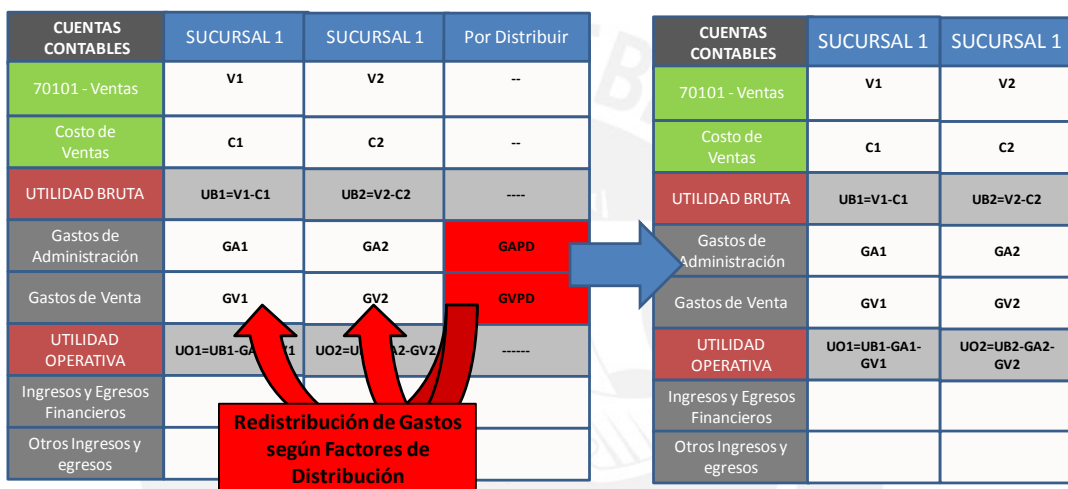 CUENTAS
CONTABLES
SUCURSAL 1
SUCURSAL 1
Por Distribuir
70101 - Ventas
V1
V2
--
Costo de
Ventas
C1
C2
--
UTILIDAD BRUTA
UB1=V1-C1
UB2=V2-C2
----
Gastos de
Administración
GA1
GA2
GAPD
Gastos de Venta
GV1
GV2
GVPD
UTILIDAD
OPERATIVA
------
Ingresos y Egresos
Financieros
Otros Ingresos y
egresos
Redistribución de Gastos
según Factores de
Distribución
CUENTAS
CONTABLES
SUCURSAL 1
SUCURSAL 1
70101 - Ventas
V1
V2
Costo de
Ventas
C1
C2
UTILIDAD BRUTA
UB1=V1-C1
UB2=V2-C2
Gastos de
Administración
GA1
GA2
Gastos de Venta
GV1
GV2
UTILIDAD
OPERATIVA
UO1=UB1-GA1-
GV1
UO2=UB2-GA2-
GV2
Ingresos y Egresos
Financieros
Otros Ingresos y
egresos